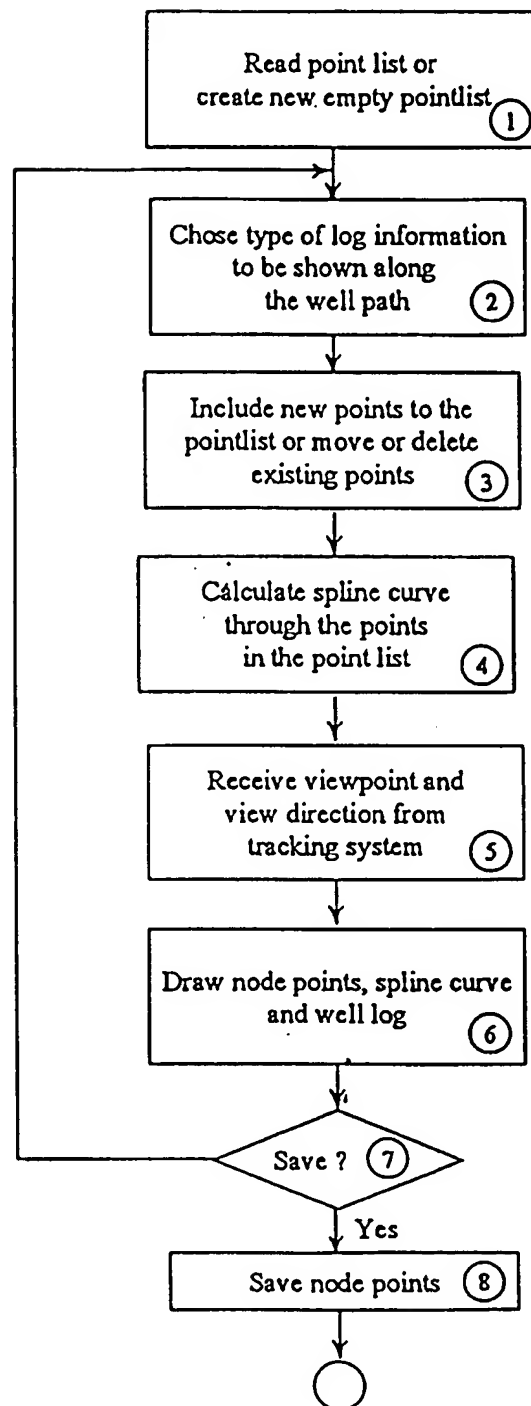 Read point list or
create new empty pointlist
1
Chose type of log information
to be shown along
the well path
2
Include new points to the
pointlist or move or delete
existing points
3
Calculate spline curve
through the points
in the point list
4
Receive viewpoint and
view direction from
tracking system
5
Draw node points, spline curve
and well log
6
Save ?
7
Yes
Save node points
8